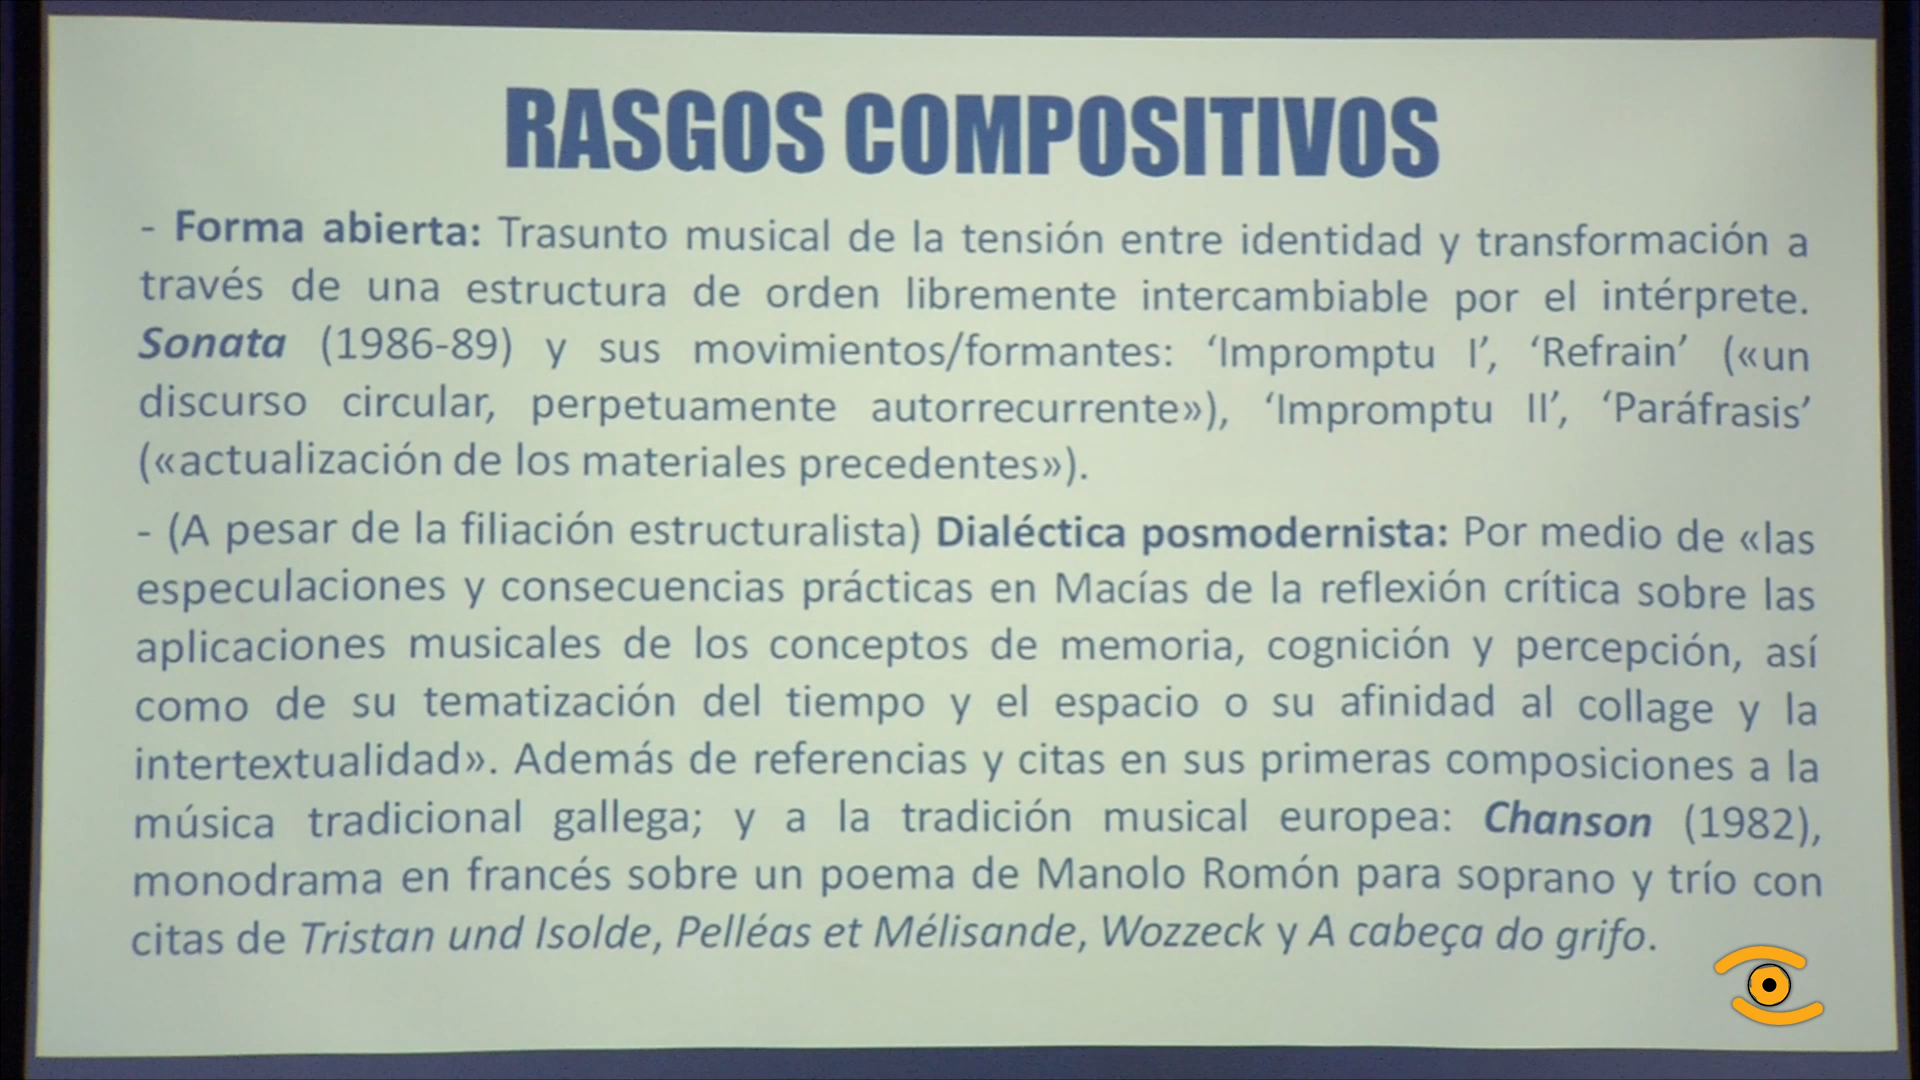 RASGOS COMPOSITIVOS
- Forma abierta: Trasunto musical de la tensión entre identidad y transformación a
través de una estructura de orden libremente intercambiable por el intérprete.
Sonata (1986-89) y sus movimientos/formantes: ‘Impromptu I’, ‘Refrain’ («un
discurso circular, perpetuamente autorrecurrente»), ‘Impromptu II’, ‘Paráfrasis’
(«actualización de los materiales precedentes»).
- (A pesar de la filiación estructuralista) Dialéctica posmodernista: Por medio de «las
especulaciones y consecuencias prácticas en Macías de la reflexión crítica sobre las
aplicaciones musicales de los conceptos de memoria, cognición y percepción, así
como de su tematización del tiempo y el espacio o su afinidad al collage y la
intertextualidad». Además de referencias y citas en sus primeras composiciones a la
música tradicional gallega; y a la tradición musical europea: Chanson (1982),
monodrama en francés sobre un poema de Manolo Romón para soprano y trío con
citas de Tristan und Isolde, Pelléas et Mélisande, Wozzeck y A cabeça do grifo.